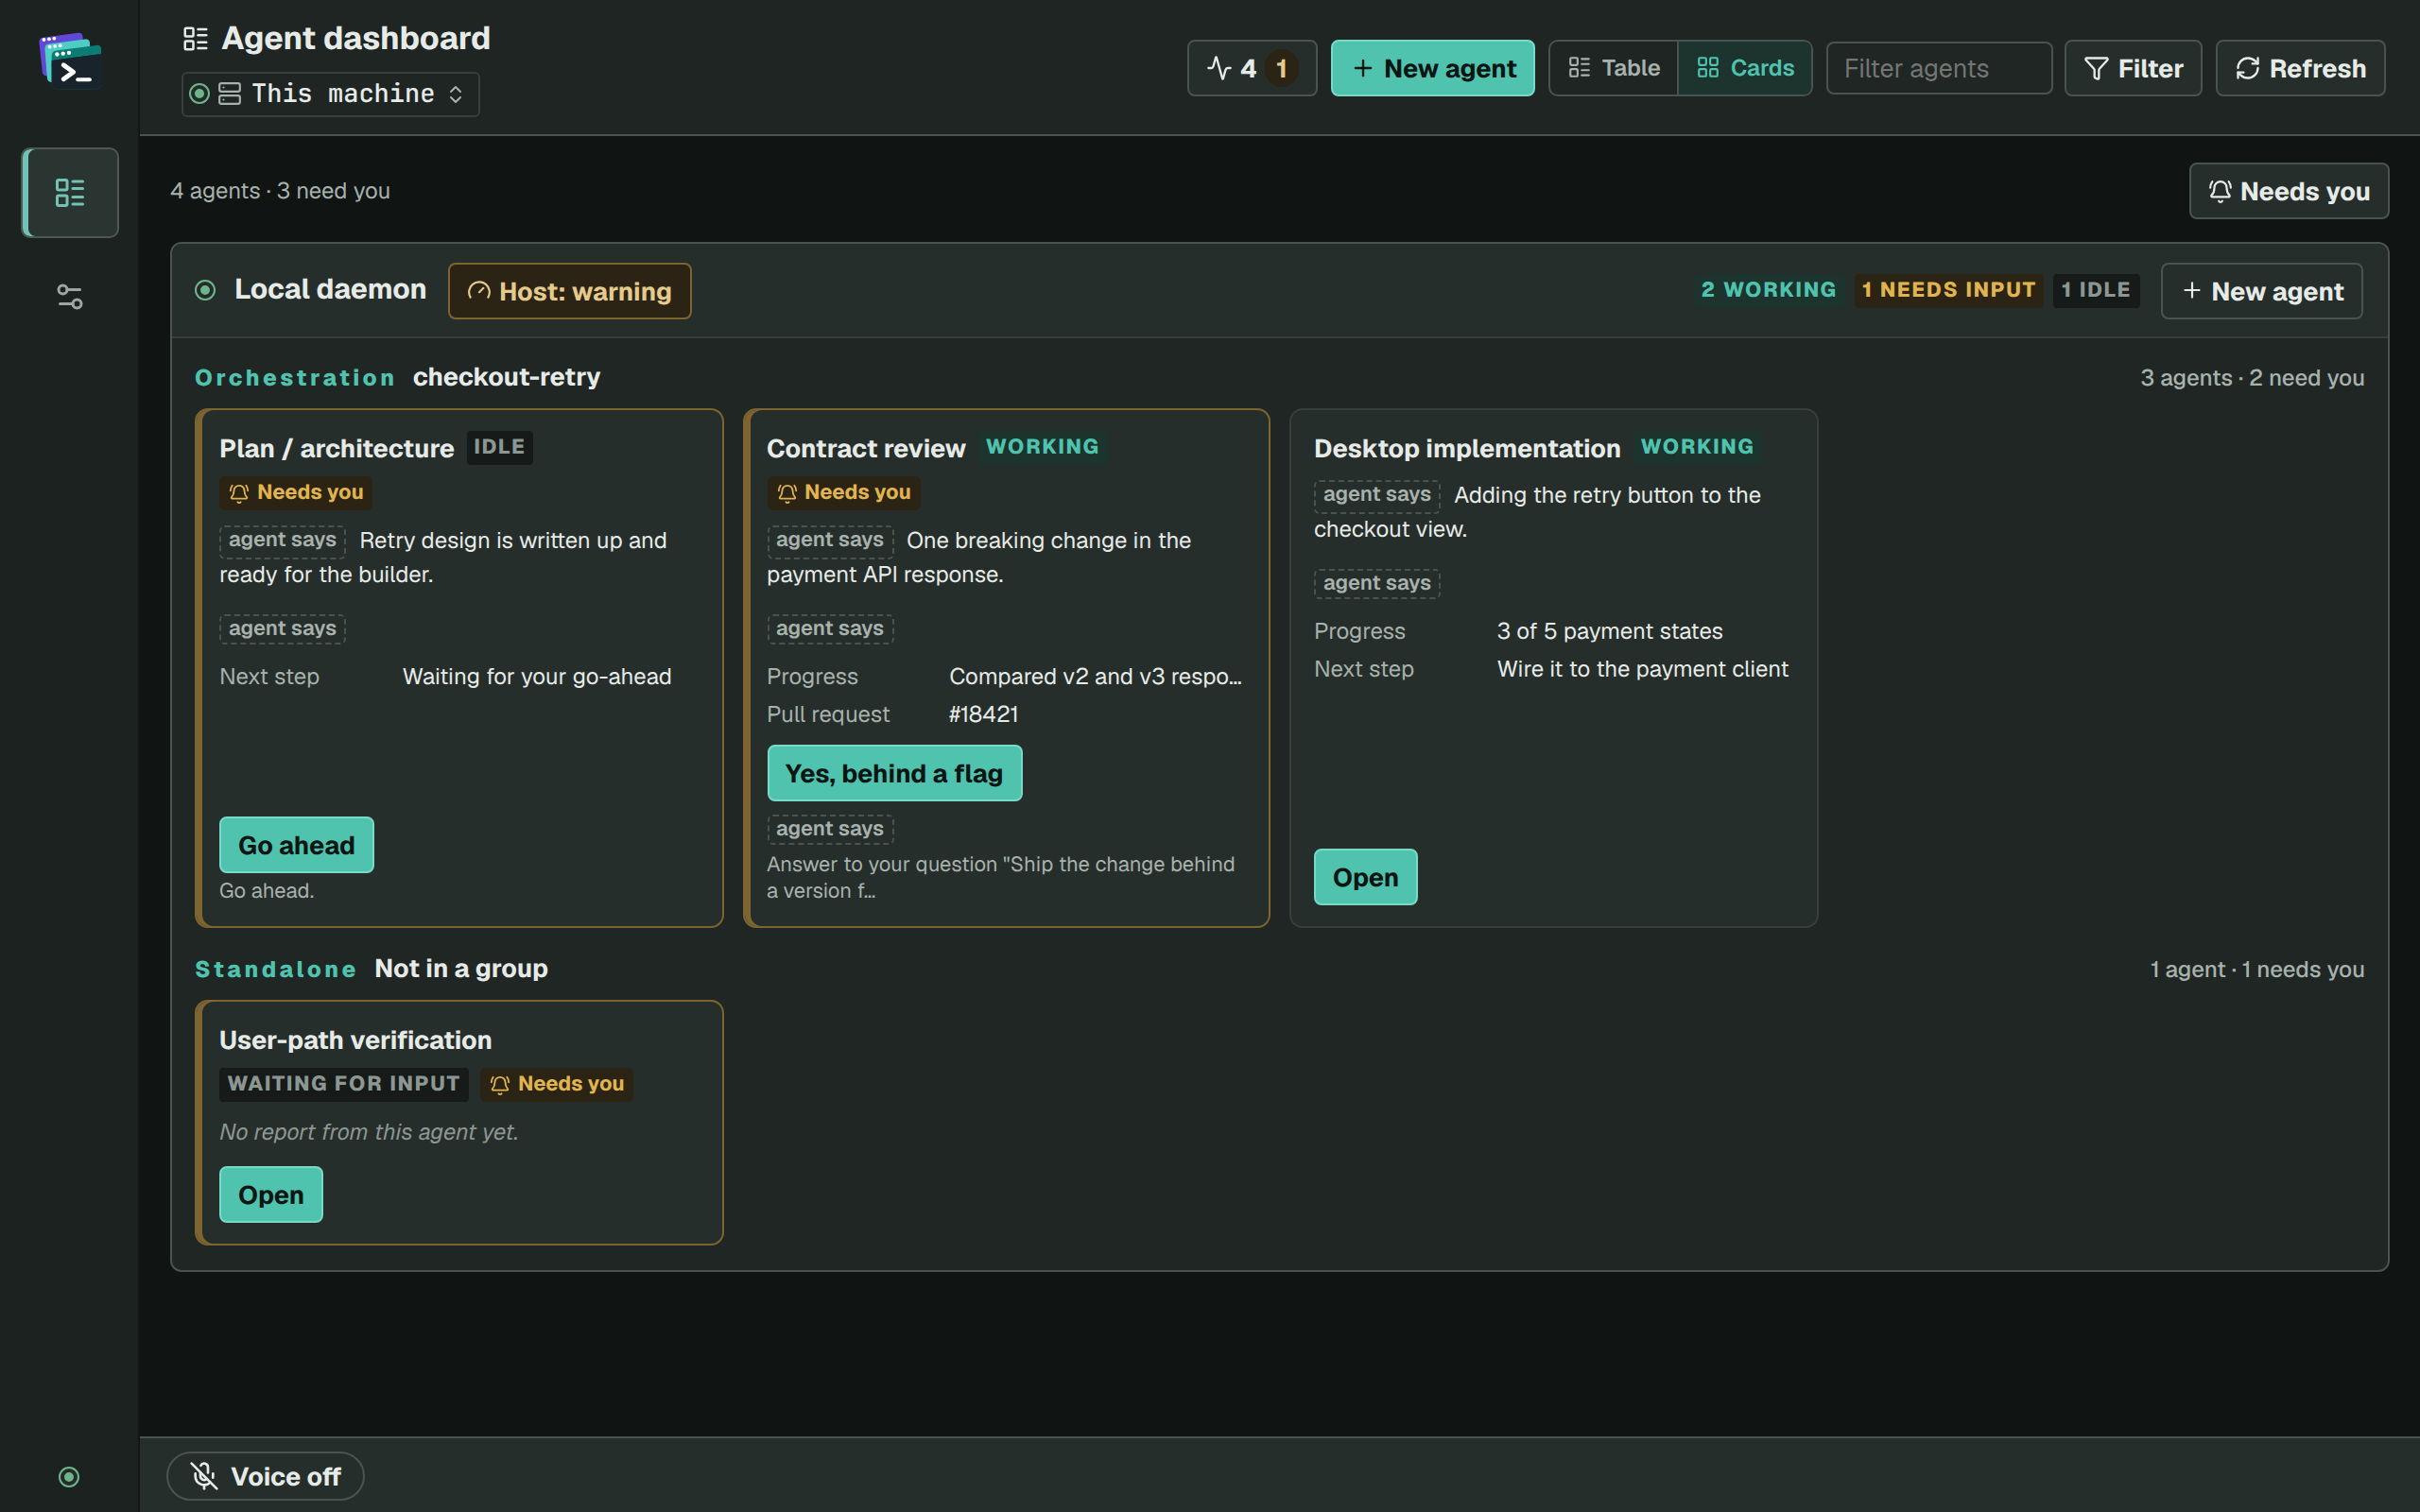 Agent dashboard
This machine
4 1
+ New agent
Table
Cards
Filter agents
Filter
Refresh
4 agents · 3 need you
Needs you
Local daemon
Host: warning
2 WORKING
1 NEEDS INPUT
1 IDLE
+ New agent
Orchestration checkout-retry
3 agents · 2 need you
Plan / architecture IDLE
Needs you
agent says Retry design is written up and
ready for the builder.
agent says
Next step Waiting for your go-ahead
Go ahead
Go ahead.
Contract review WORKING
Needs you
agent says One breaking change in the
payment API response.
agent says
Progress Compared v2 and v3 respo...
Pull request #18421
Yes, behind a flag
agent says
Answer to your question "Ship the change behind
a version f...
Desktop implementation WORKING
agent says Adding the retry button to the
checkout view.
agent says
Progress 3 of 5 payment states
Next step Wire it to the payment client
Open
Standalone Not in a group
1 agent · 1 needs you
User-path verification
WAITING FOR INPUT Needs you
No report from this agent yet.
Open
Voice off